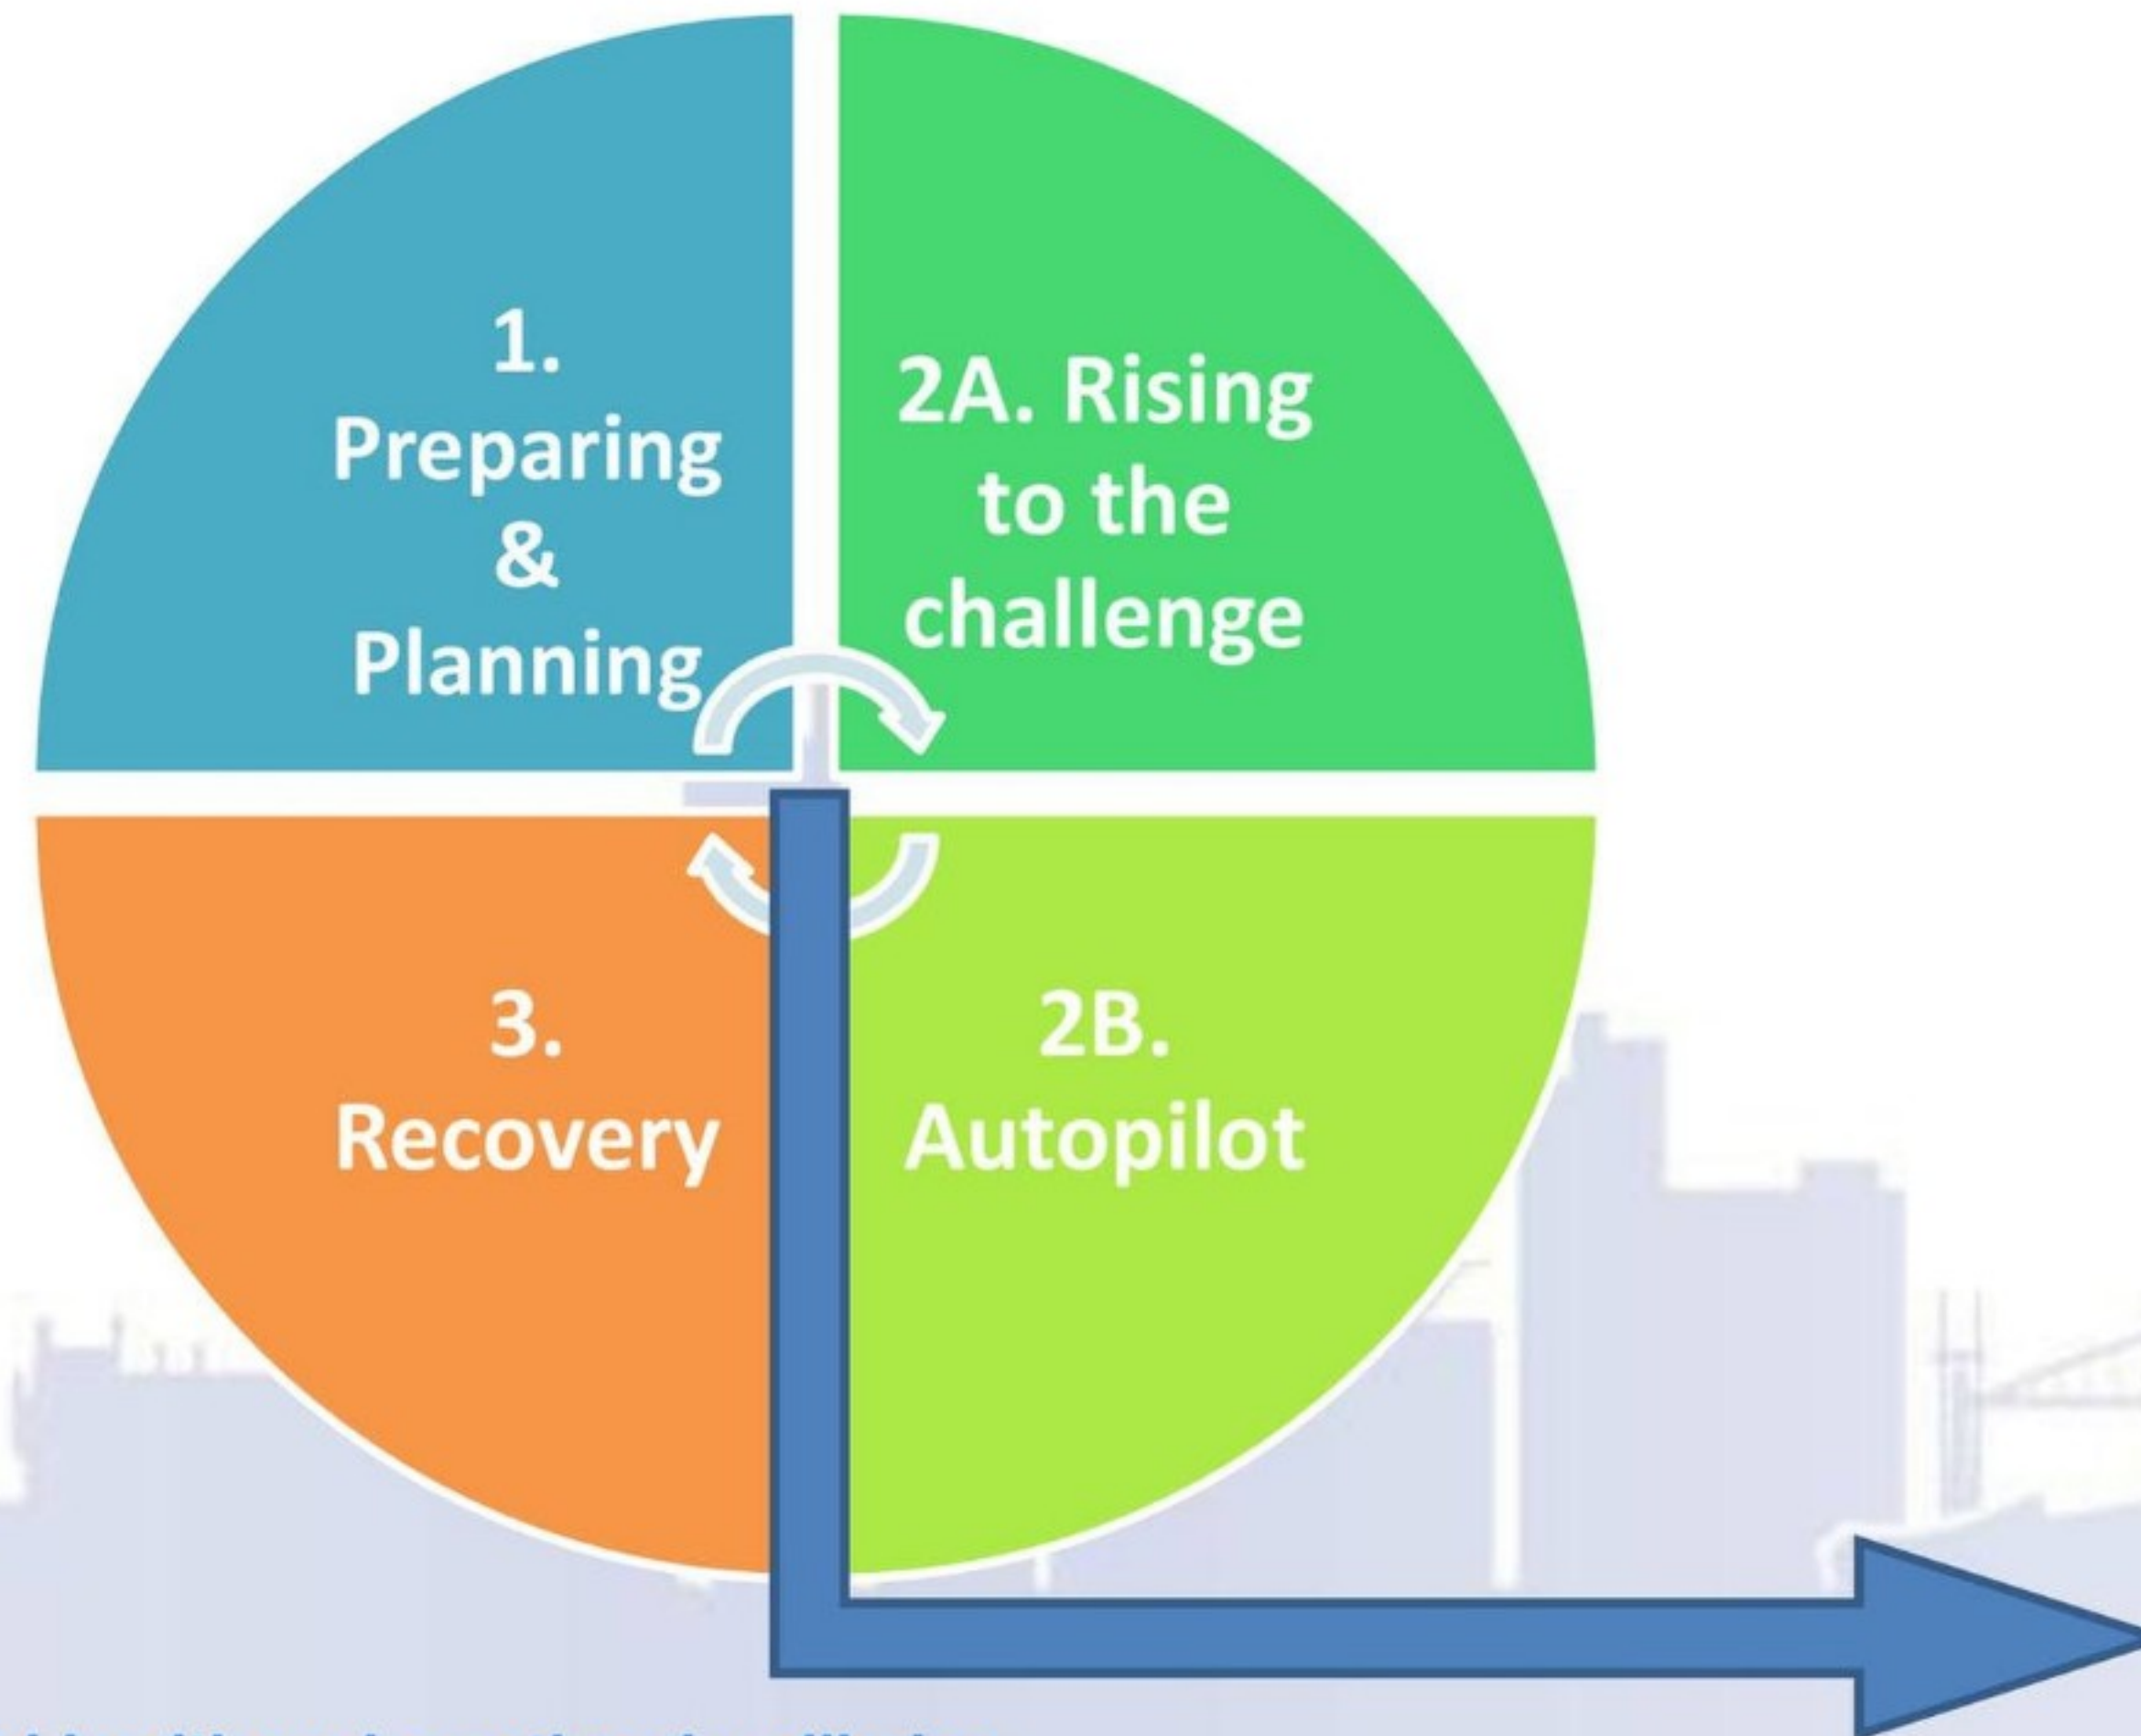 1.
Preparing
&
Planning
2A. Rising
to the
challenge
2B.
Autopilot
3.
Recovery